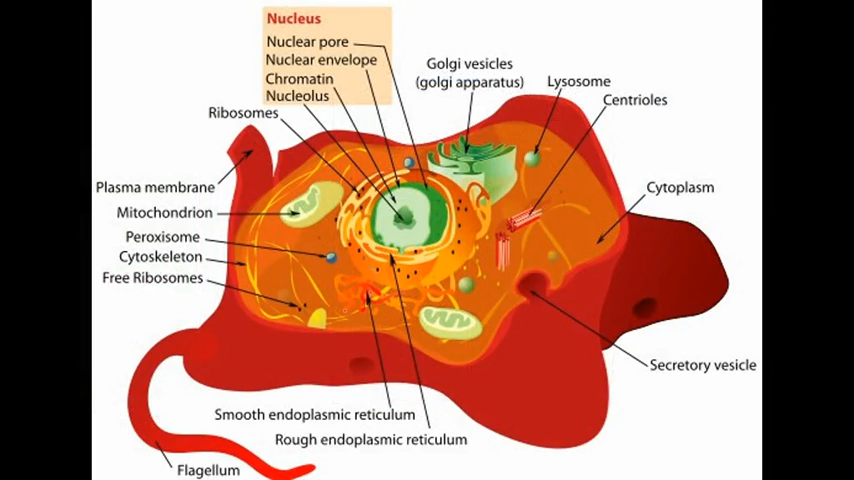 Nucleus
Nuclear pore
Nuclear envelope
Chromatin
Nucleolus
Ribosomes
Golgi vesicles
(golgi apparatus)
Lysosome
Centrioles
Plasma membrane
Mitochondrion
Peroxisome
Cytoskeleton
Free Ribosomes
Cytoplasm
Secretory vesicle
Smooth endoplasmic reticulum
Rough endoplasmic reticulum
Flagellum